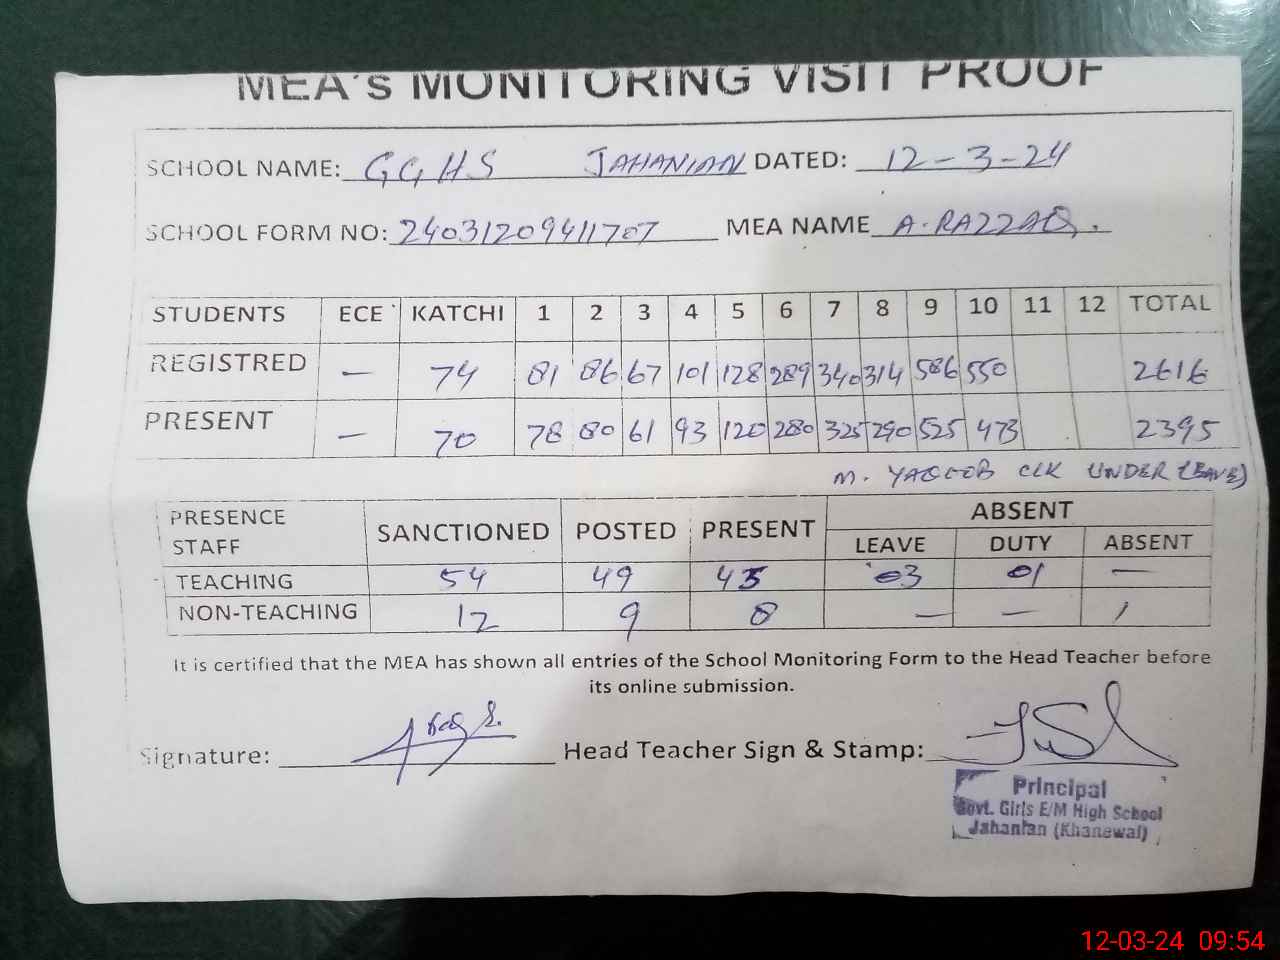 MEA's MONITORING VISIT PROOF
SCHOOL NAME: GGHS JAHANIAN DATED: 12-3-24
SCHOOL FORM NO: 24031209411707 MEA NAME A.RAZZAQ.
STUDENTS ECE KATCHI 1 2 3 4 5 6 7 8 9 10 11 12 TOTAL
REGISTRED — 74 81 86 67 101 128 289 340 314 586 550 2616
PRESENT — 70 78 80 61 93 120 280 325 290 525 473 2395
M. YAQOOB CLK UNDER (LEAVE)
PRESENCE STAFF SANCTIONED POSTED PRESENT ABSENT
LEAVE DUTY ABSENT
TEACHING 54 49 45 03 01 —
NON-TEACHING 12 9 8 — — 1
It is certified that the MEA has shown all entries of the School Monitoring Form to the Head Teacher before
its online submission.
Signature: Head Teacher Sign & Stamp:
Principal
Govt. Girls E/M High School
Jahanian (Khanewal)
12-03-24 09:54